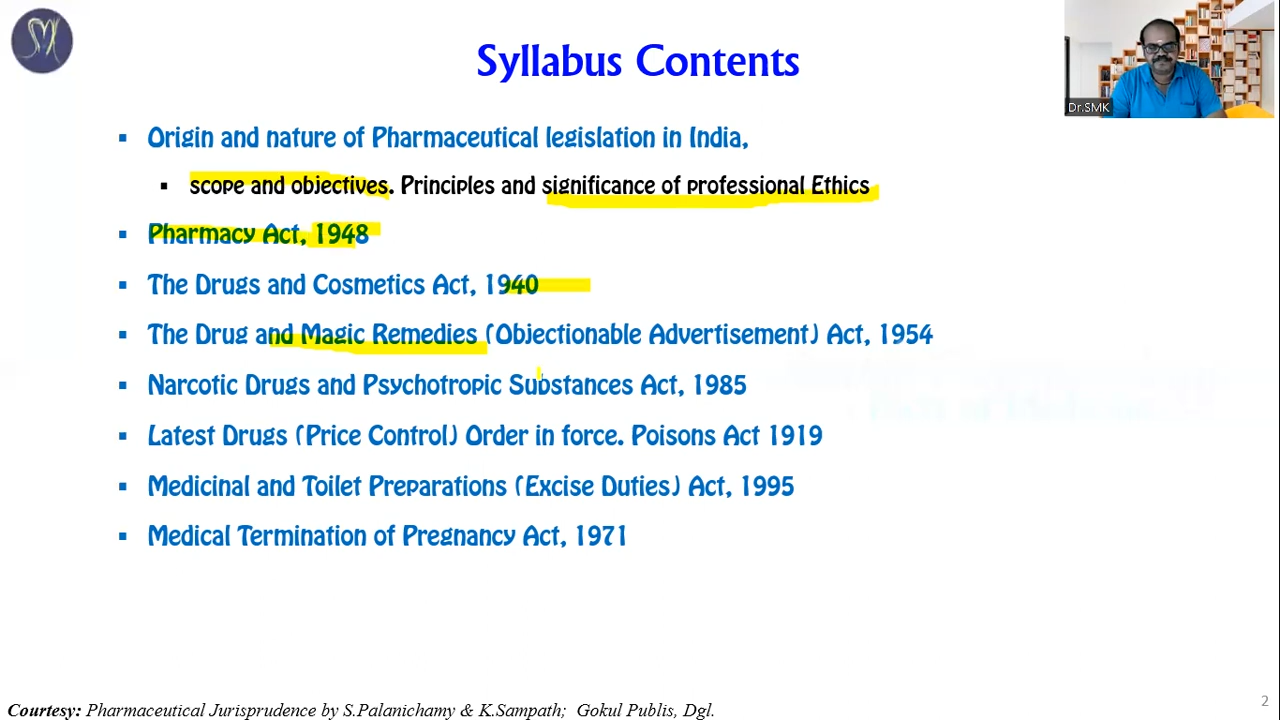 SM
Syllabus Contents
Dr.SMK
Origin and nature of Pharmaceutical legislation in India,
scope and objectives. Principles and significance of professional Ethics
Pharmacy Act, 1948
The Drugs and Cosmetics Act, 1940
The Drug and Magic Remedies (Objectionable Advertisement) Act, 1954
Narcotic Drugs and Psychotropic Substances Act, 1985
Latest Drugs (Price Control) Order in force. Poisons Act 1919
Medicinal and Toilet Preparations (Excise Duties) Act, 1995
Medical Termination of Pregnancy Act, 1971
2
Courtesy: Pharmaceutical Jurisprudence by S.Palanichamy & K.Sampath; Gokul Publis, Dgl.